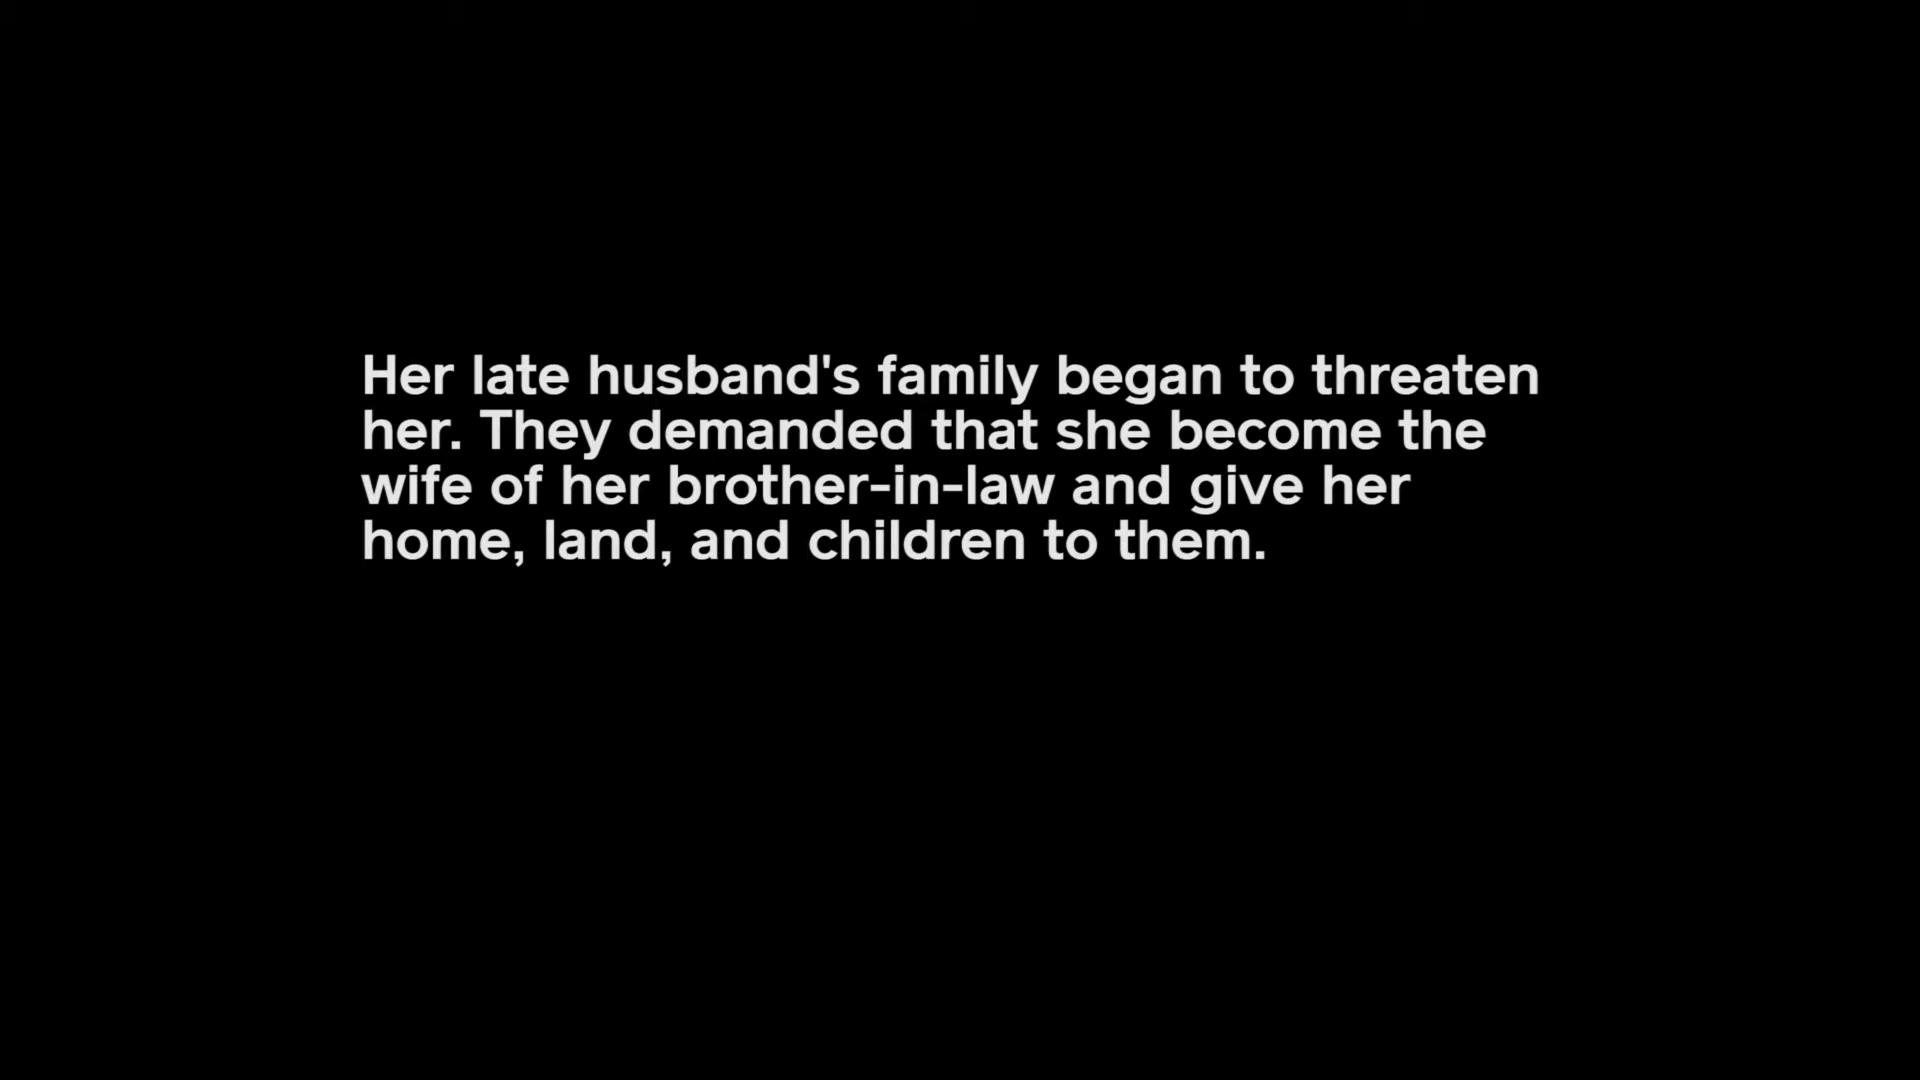 Her late husband's family began to threaten
her. They demanded that she become the
wife of her brother-in-law and give her
home, land, and children to them.